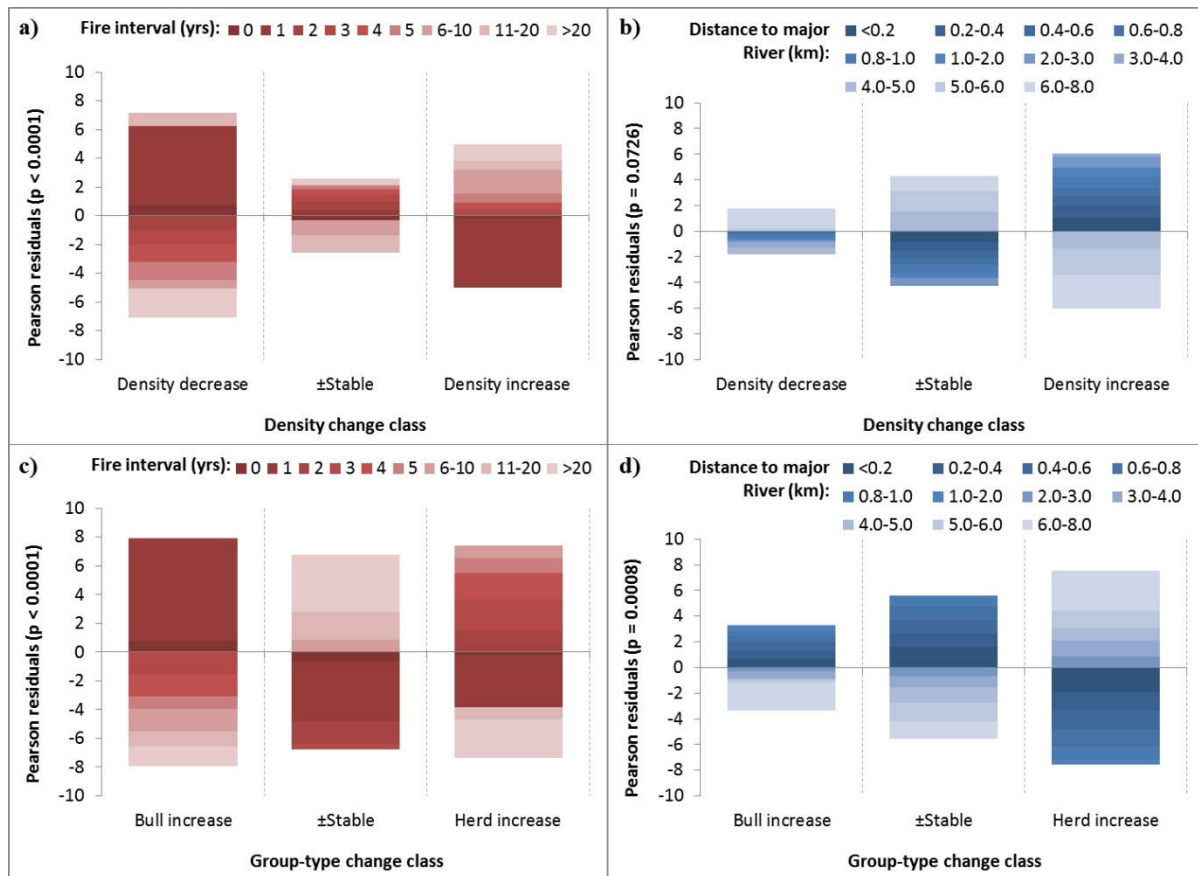 a) Fire interval (yrs): 0 1 2 3 4 5 6-10 11-20 >20
Pearson residuals (p < 0.0001)
10
8
6
4
2
0
-2
-4
-6
-8
-10
Density decrease ±Stable Density increase
Density change class
b) Distance to major <0.2 0.2-0.4 0.4-0.6 0.6-0.8
River (km): 0.8-1.0 1.0-2.0 2.0-3.0 3.0-4.0
4.0-5.0 5.0-6.0 6.0-8.0
Pearson residuals (p = 0.0726)
10
8
6
4
2
0
-2
-4
-6
-8
-10
Density decrease ±Stable Density increase
Density change class
c) Fire interval (yrs): 0 1 2 3 4 5 6-10 11-20 >20
Pearson residuals (p < 0.0001)
10
8
6
4
2
0
-2
-4
-6
-8
-10
Bull increase ±Stable Herd increase
Group-type change class
d) Distance to major <0.2 0.2-0.4 0.4-0.6 0.6-0.8
River (km): 0.8-1.0 1.0-2.0 2.0-3.0 3.0-4.0
4.0-5.0 5.0-6.0 6.0-8.0
Pearson residuals (p = 0.0008)
10
8
6
4
2
0
-2
-4
-6
-8
-10
Bull increase ±Stable Herd increase
Group-type change class